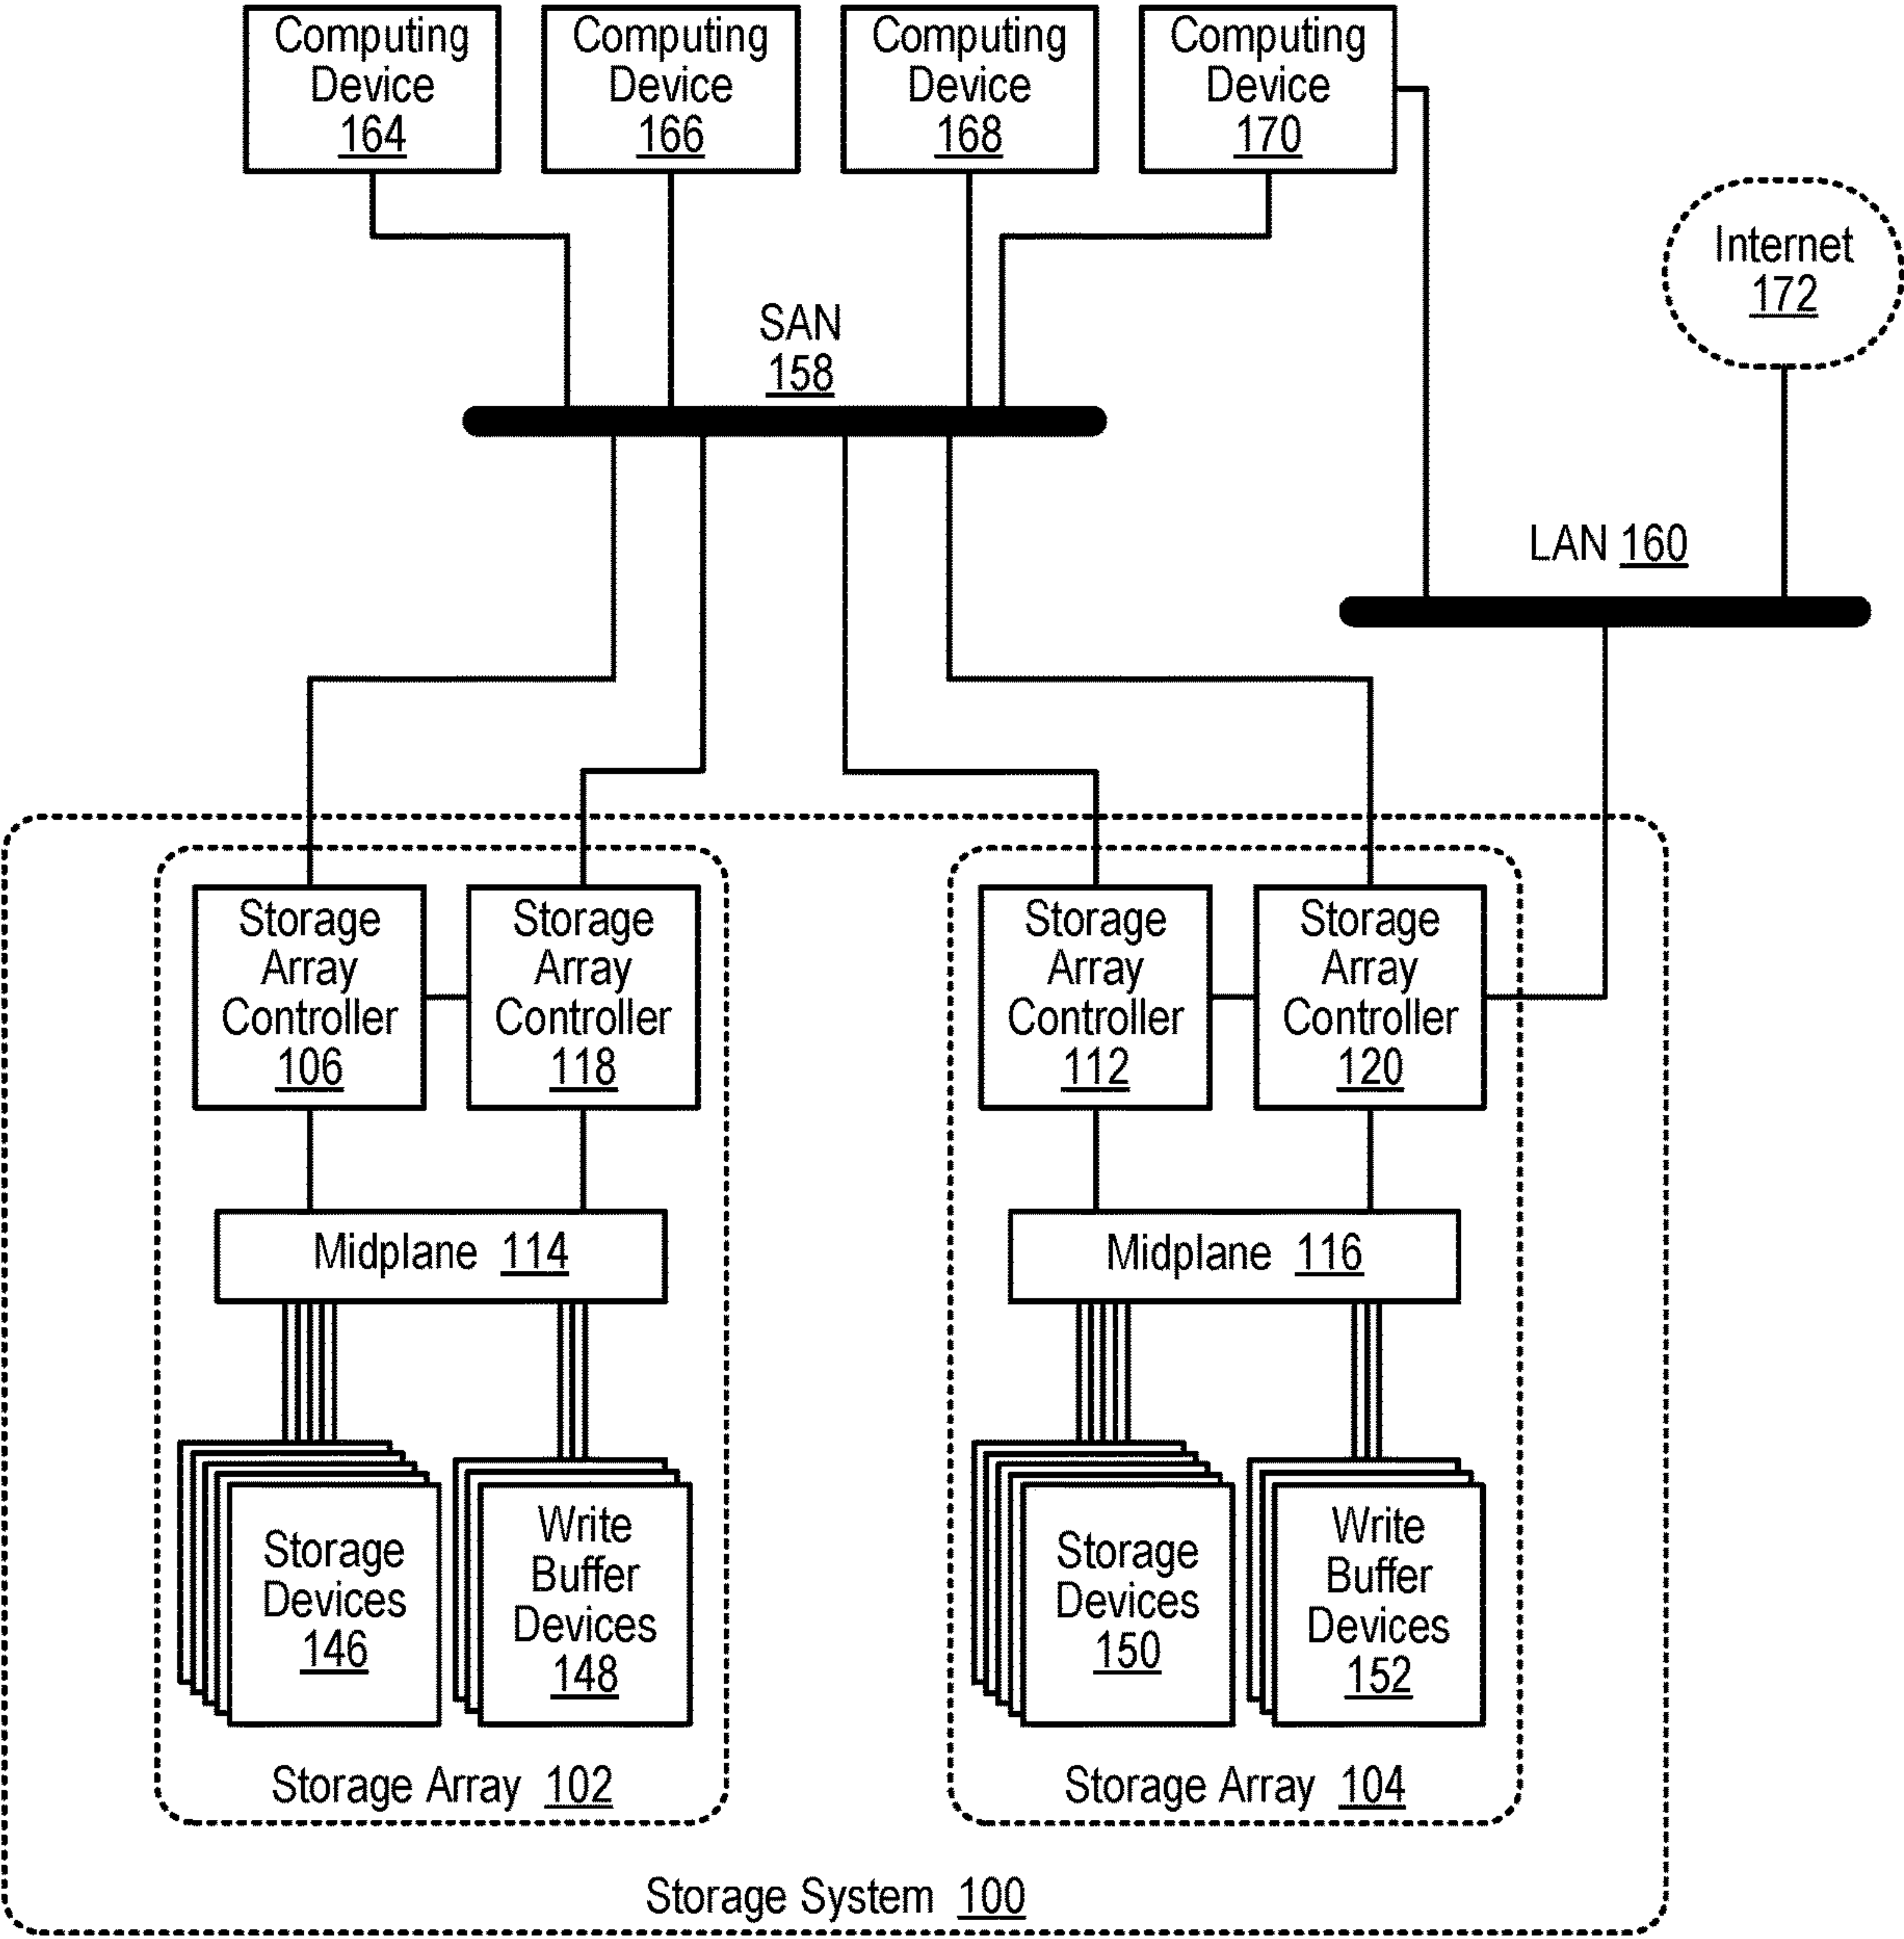 Computing
Device
164
Computing
Device
166
Computing
Device
168
Computing
Device
170
Internet
172
SAN
158
LAN 160
Storage
Array
Controller
106
Storage
Array
Controller
118
Storage
Array
Controller
112
Storage
Array
Controller
120
Midplane 114
Midplane 116
Storage
Devices
146
Write
Buffer
Devices
148
Storage
Devices
150
Write
Buffer
Devices
152
Storage Array 102
Storage Array 104
Storage System 100